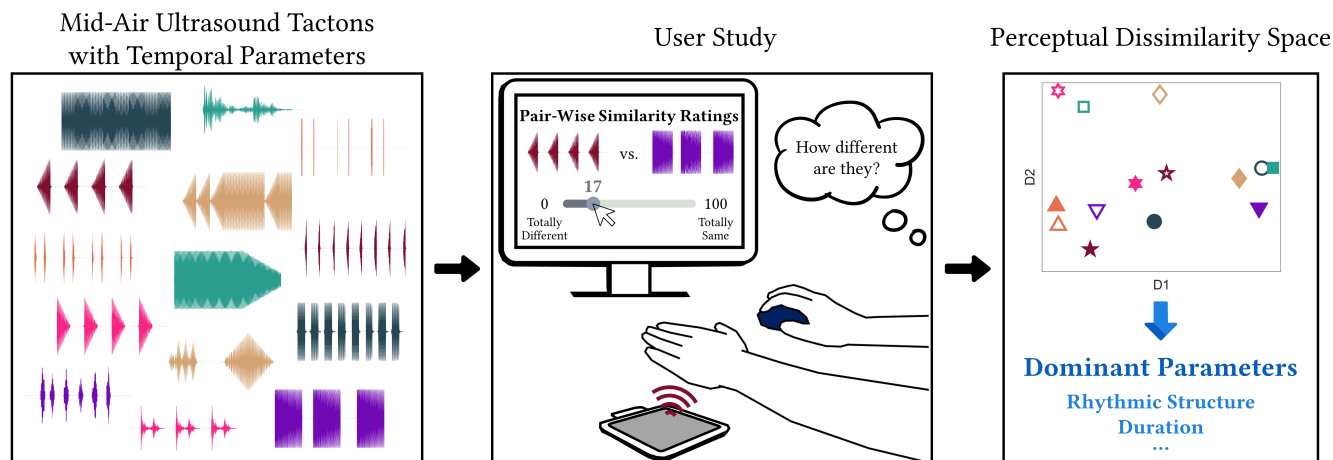 Mid-Air Ultrasound Tactons
with Temporal Parameters
User Study
Perceptual Dissimilarity Space
Pair-Wise Similarity Ratings
vs.
17
0
100
Totally
Different
Totally
Same
How different
are they?
D2
D1
Dominant Parameters
Rhythmic Structure
Duration
...